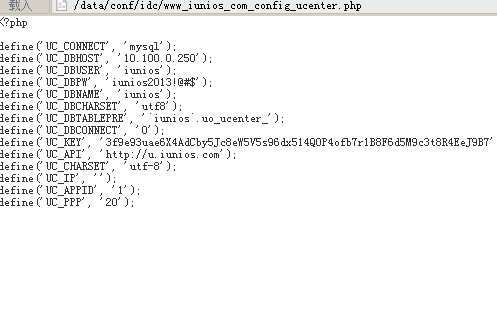 载入 /data/conf/idc/www_iunios_com_config_ucenter.php
<?php
define('UC_CONNECT', 'mysql');
define('UC_DBHOST', '10.100.0.250');
define('UC_DBUSER', 'iunios');
define('UC_DBPW', 'iunios2013!@#$');
define('UC_DBNAME', 'iunios');
define('UC_DBCHARSET', 'utf8');
define('UC_DBTABLEPRE', '`iunios`.uo_ucenter_');
define('UC_DBCONNECT', '0');
define('UC_KEY', '3f9e93uae6X4AdCby5Jc8eW5V5s96dx514Q0P4ofb7r1B8F6d5M9c3t8R4EeJ9B7'
define('UC_API', 'http://u.iunios.com');
define('UC_CHARSET', 'utf-8');
define('UC_IP', '');
define('UC_APPID', '1');
define('UC_PPP', '20');